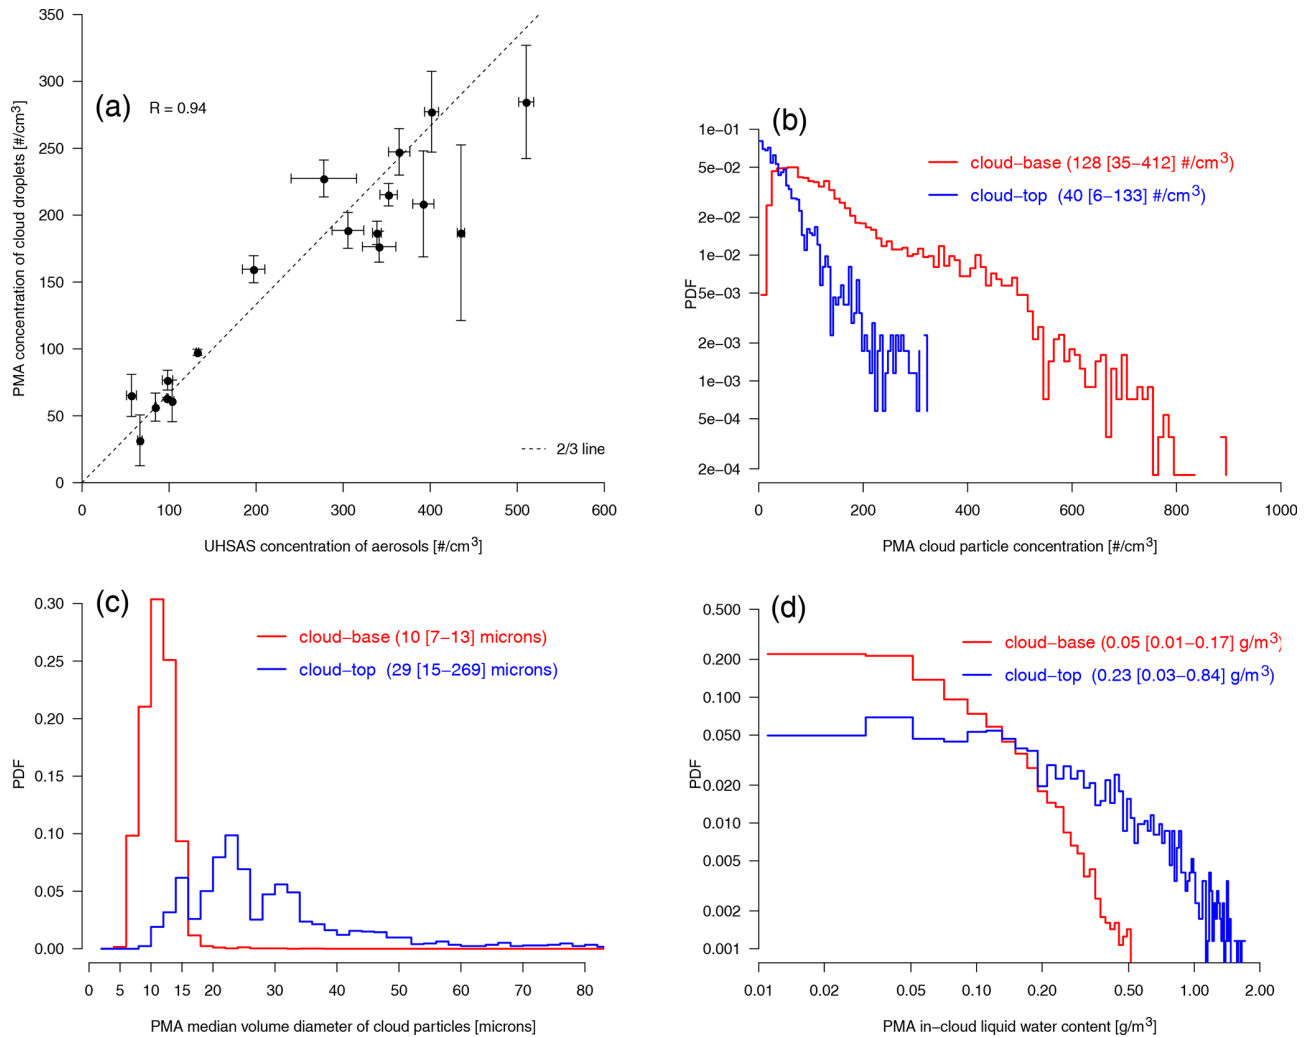 (a)
R = 0.94
350
300
250
200
150
100
50
0
PMA concentration of cloud droplets [#/cm3]
2/3 line
0 100 200 300 400 500 600
UHSAS concentration of aerosols [#/cm3]
(b)
cloud−base (128 [35−412] #/cm3)
cloud−top (40 [6−133] #/cm3)
1e−01
5e−02
2e−02
1e−02
5e−03
2e−03
1e−03
5e−04
2e−04
PDF
0 200 400 600 800 1000
PMA cloud particle concentration [#/cm3]
(c)
cloud−base (10 [7−13] microns)
cloud−top (29 [15−269] microns)
0.30
0.25
0.20
0.15
0.10
0.05
0.00
PDF
0 5 10 15 20 30 40 50 60 70 80
PMA median volume diameter of cloud particles [microns]
(d)
cloud−base (0.05 [0.01−0.17] g/m3)
cloud−top (0.23 [0.03−0.84] g/m3)
0.500
0.200
0.100
0.050
0.020
0.010
0.005
0.002
0.001
PDF
0.01 0.02 0.05 0.10 0.20 0.50 1.00 2.00
PMA in−cloud liquid water content [g/m3]